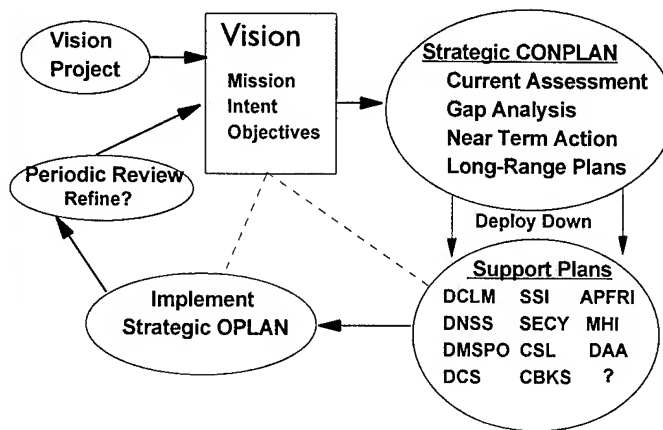 Vision
Project
Vision
Mission
Intent
Objectives
Strategic CONPLAN
Current Assessment
Gap Analysis
Near Term Action
Long-Range Plans
Periodic Review
Refine?
Deploy Down
Implement
Strategic OPLAN
Support Plans
DCLM SSI APFRI
DNSS SECY MHI
DMSPO CSL DAA
DCS CBKS ?